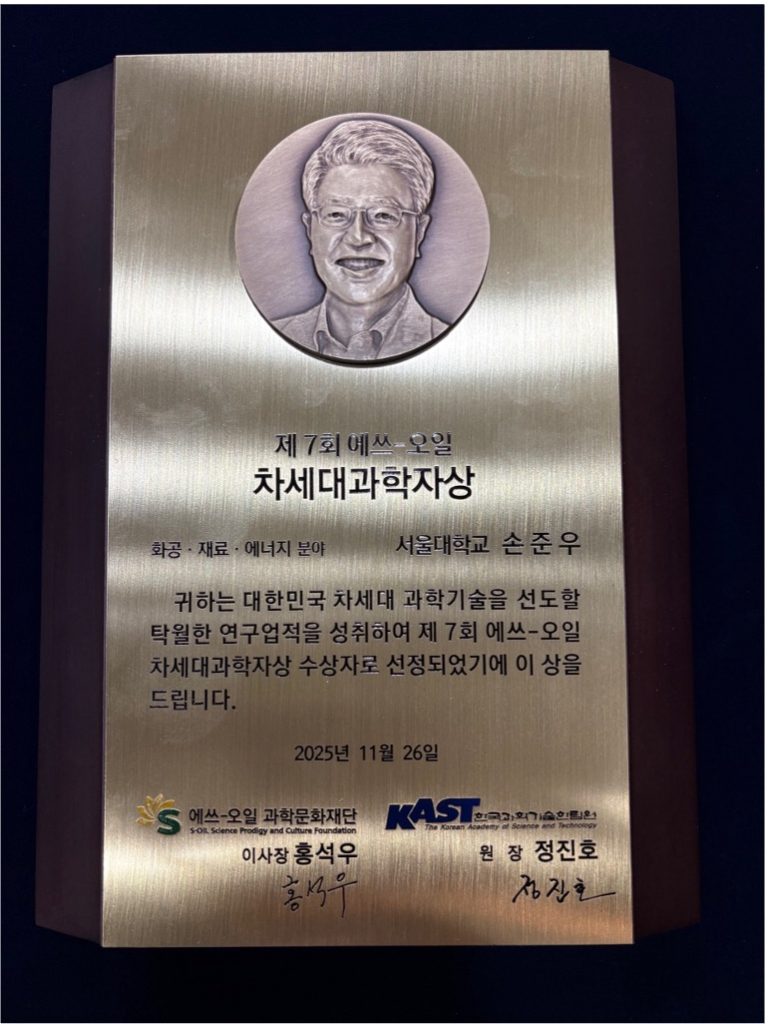 제 7회 에쓰-오일
차세대과학자상
화공 · 재료 · 에너지 분야 서울대학교 손준우
귀하는 대한민국 차세대 과학기술을 선도할
탁월한 연구업적을 성취하여 제 7회 에쓰-오일
차세대과학자상 수상자로 선정되었기에 이 상을
드립니다.
2025년 11월 26일
S 에쓰-오일 과학문화재단
S-OIL Science Prodigy and Culture Foundation
이사장 홍석우
홍석우
KAST 한국과학기술한림원
The Korean Academy of Science and Technology
원 장 정진호
정진호